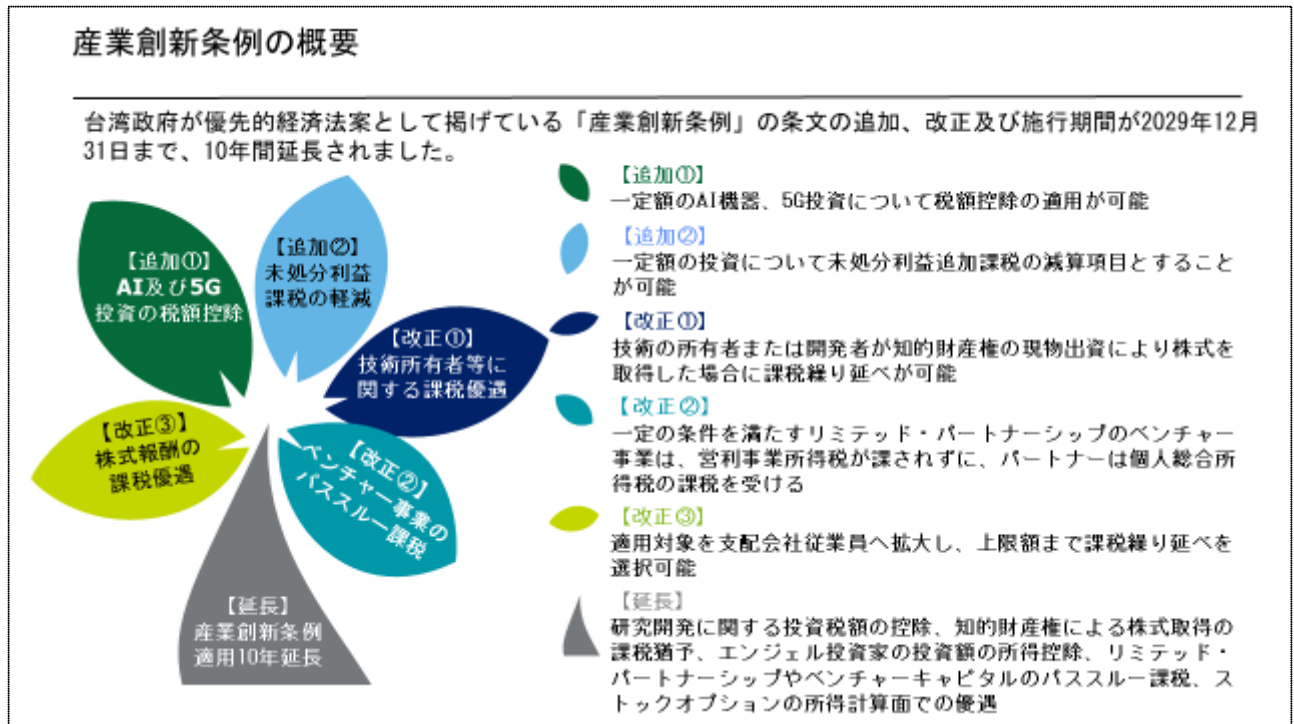 産業創新条例の概要
台湾政府が優先的経済法案として掲げている「産業創新条例」の条文の追加、改正及び施行期間が2029年12月
31日まで、10年間延長されました。
【追加①】
AI及び5G
投資の税額控除
【追加②】
未処分利益
課税の軽減
【改正①】
技術所有者等に
関する課税優遇
【改正②】
ベンチャー事業の
パススルー課税
【改正③】
株式報酬の
課税優遇
【延長】
産業創新条例
適用10年延長
【追加①】
一定額のAI機器、5G投資について税額控除の適用が可能
【追加②】
一定額の投資について未処分利益追加課税の減算項目とすること
が可能
【改正①】
技術の所有者または開発者が知的財産権の現物出資により株式を
取得した場合に課税繰り延べが可能
【改正②】
一定の条件を満たすリミテッド・パートナーシップのベンチャー
事業は、営利事業所得税が課されずに、パートナーは個人総合所
得税の課税を受ける
【改正③】
適用対象を支配会社従業員へ拡大し、上限額まで課税繰り延べを
選択可能
【延長】
研究開発に関する投資税額の控除、知的財産権による株式取得の
課税猶予、エンジェル投資家の投資額の所得控除、リミテッド・
パートナーシップやベンチャーキャピタルのパススルー課税、ス
トックオプションの所得計算面での優遇